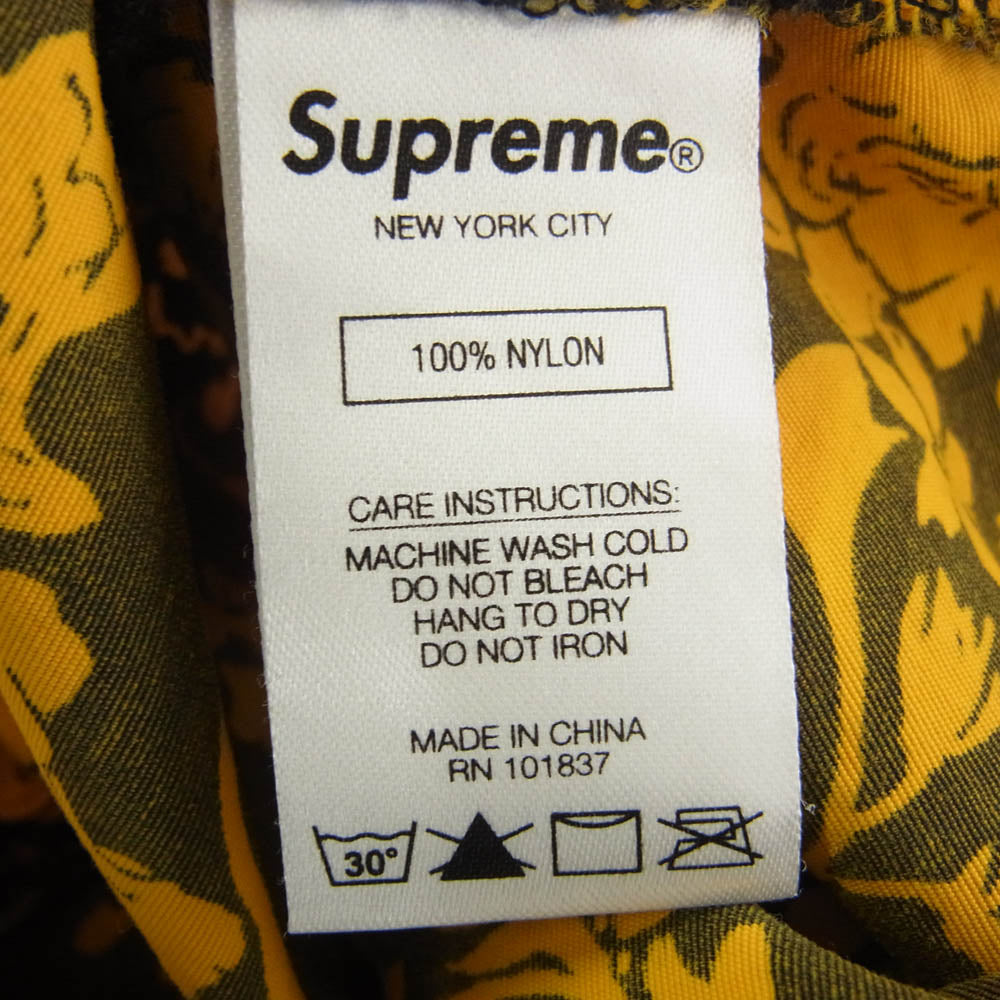 Supreme®
NEW YORK CITY
100% NYLON
CARE INSTRUCTIONS:
MACHINE WASH COLD
DO NOT BLEACH
HANG TO DRY
DO NOT IRON
MADE IN CHINA
RN 101837
30°